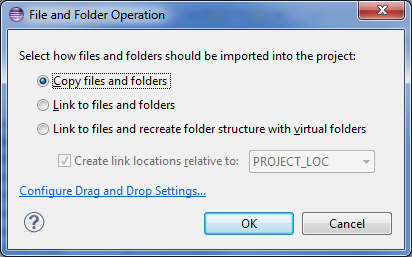 File and Folder Operation
Select how files and folders should be imported into the project:
Copy files and folders
Link to files and folders
Link to files and recreate folder structure with virtual folders
Create link locations relative to: PROJECT_LOC
Configure Drag and Drop Settings...
? OK Cancel